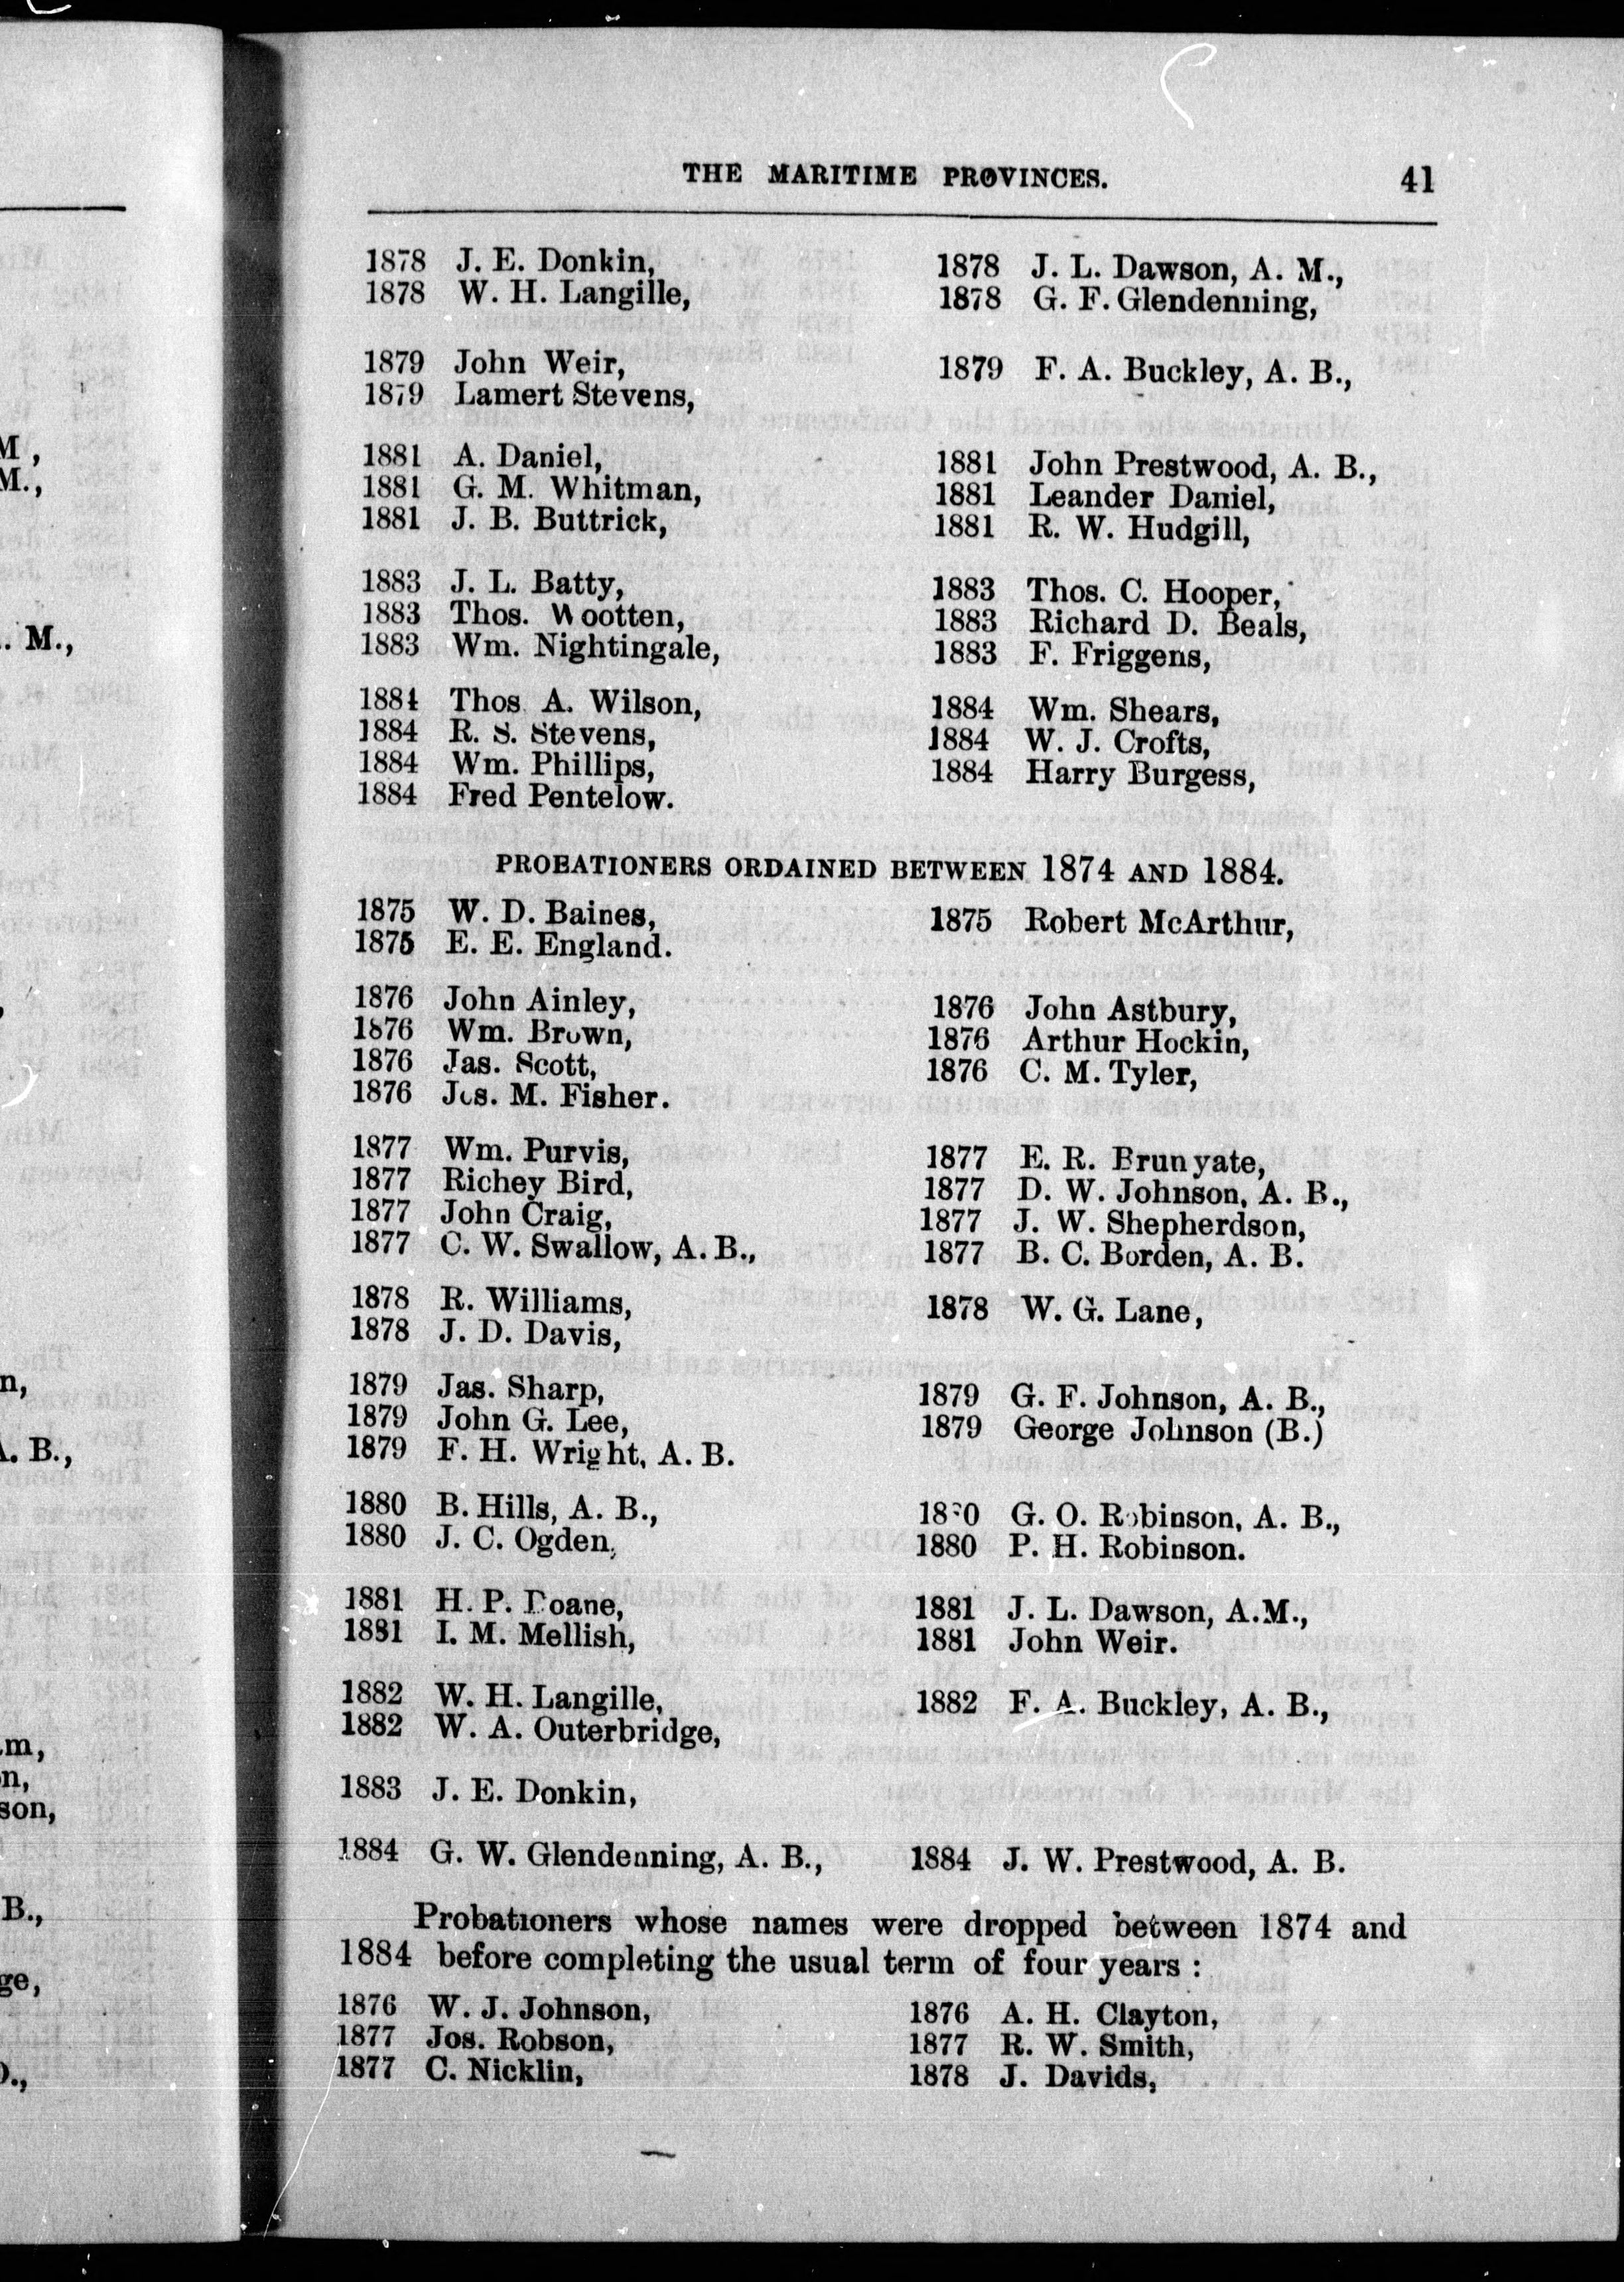 THE MARITIME PROVINCES. 41
1878 J. E. Donkin, 1878 J. L. Dawson, A. M.,
1878 W. H. Langille, 1878 G. F. Glendenning,
1879 John Weir, 1879 F. A. Buckley, A. B.,
1879 Lamert Stevens,
1881 A. Daniel, 1881 John Prestwood, A. B.,
1881 G. M. Whitman, 1881 Leander Daniel,
1881 J. B. Buttrick, 1881 R. W. Hudgill,
1883 J. L. Batty, 1883 Thos. C. Hooper,
1883 Thos. Wootten, 1883 Richard D. Beals,
1883 Wm. Nightingale, 1883 F. Friggens,
1884 Thos. A. Wilson, 1884 Wm. Shears,
1884 R. S. Stevens, 1884 W. J. Crofts,
1884 Wm. Phillips, 1884 Harry Burgess,
1884 Fred Pentelow.
PROBATIONERS ORDAINED BETWEEN 1874 AND 1884.
1875 W. D. Baines, 1875 Robert McArthur,
1875 E. E. England.
1876 John Ainley, 1876 John Astbury,
1876 Wm. Brown, 1876 Arthur Hockin,
1876 Jas. Scott, 1876 C. M. Tyler,
1876 Jos. M. Fisher.
1877 Wm. Purvis, 1877 E. R. Brunyate,
1877 Richey Bird, 1877 D. W. Johnson, A. B.,
1877 John Craig, 1877 J. W. Shepherdson,
1877 C. W. Swallow, A. B., 1877 B. C. Borden, A. B.
1878 R. Williams, 1878 W. G. Lane,
1878 J. D. Davis,
1879 Jas. Sharp, 1879 G. F. Johnson, A. B.,
1879 John G. Lee, 1879 George Johnson (B.)
1879 F. H. Wright, A. B.
1880 B. Hills, A. B., 1880 G. O. Robinson, A. B.,
1880 J. C. Ogden, 1880 P. H. Robinson.
1881 H. P. Doane, 1881 J. L. Dawson, A.M.,
1881 I. M. Mellish, 1881 John Weir.
1882 W. H. Langille, 1882 F. A. Buckley, A. B.,
1882 W. A. Outerbridge,
1883 J. E. Donkin,
1884 G. W. Glendenning, A. B., 1884 J. W. Prestwood, A. B.
Probationers whose names were dropped between 1874 and
1884 before completing the usual term of four years :
1876 W. J. Johnson, 1876 A. H. Clayton,
1877 Jos. Robson, 1877 R. W. Smith,
1877 C. Nicklin, 1878 J. Davids,